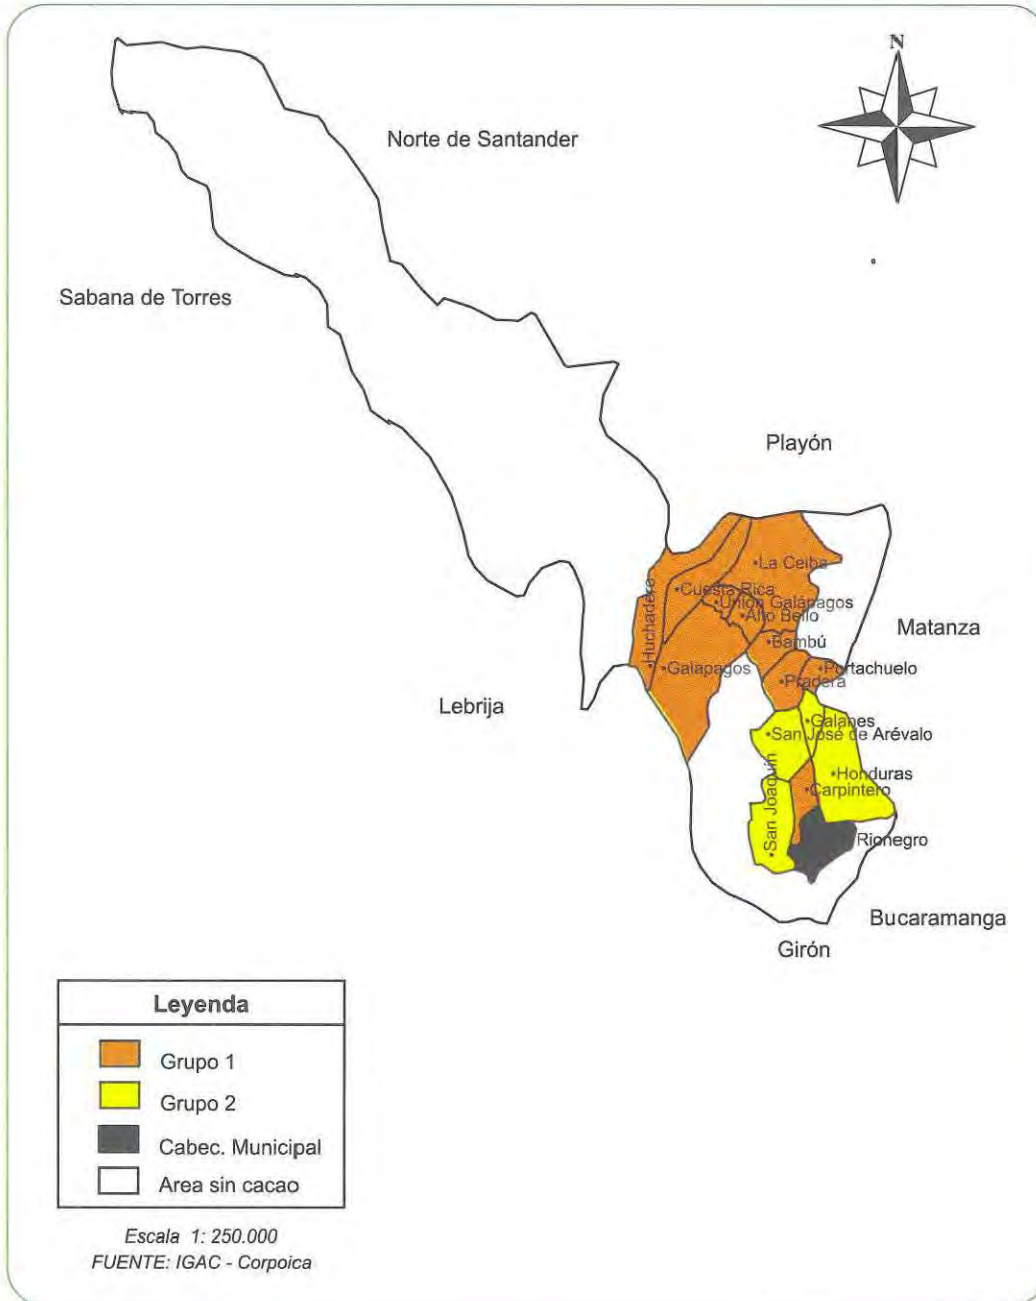 N
Norte de Santander
Sabana de Torres
Playón
La Ceiba
Cuesta Rica
Unión Galápagos
Alto Bello
Huchadero
Matanza
Bambú
Galápagos
Portachuelo
Pradera
Lebrija
Galanes
San José de Arévalo
Honduras
Carpintero
San Joaquín
Rionegro
Bucaramanga
Girón
Leyenda
Grupo 1
Grupo 2
Cabec. Municipal
Area sin cacao
Escala 1: 250.000
FUENTE: IGAC - Corpoica